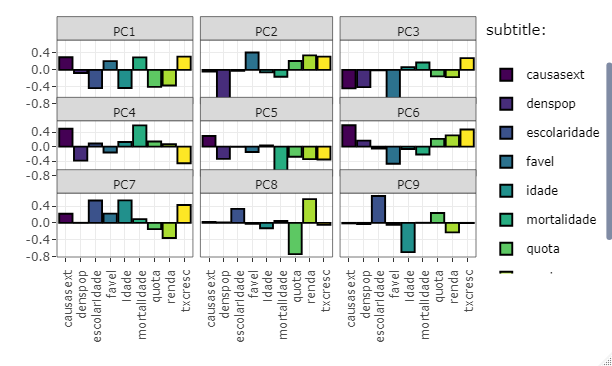 PC1 PC2 PC3
0.4
0.0
-0.4
-0.8
PC4 PC5 PC6
0.4
0.0
-0.4
-0.8
PC7 PC8 PC9
0.4
0.0
-0.4
-0.8
causasext denspop escolaridade favel idade mortalidade quota renda txcresc
causasext denspop escolaridade favel idade mortalidade quota renda txcresc
causasext denspop escolaridade favel idade mortalidade quota renda txcresc
subtitle:
causasext
denspop
escolaridade
favel
idade
mortalidade
quota